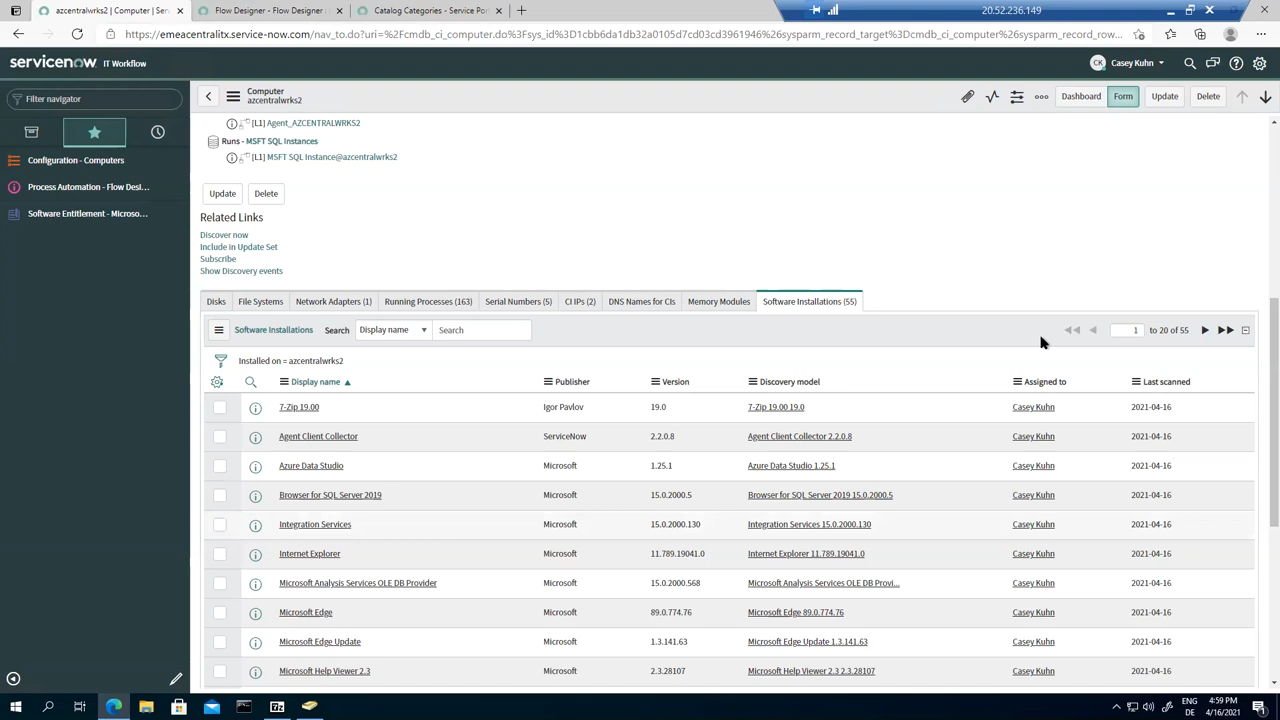 azcentralwrks2 | Computer | Serv
Flow Designer - Flow Designer
Catalog Categories - Service Por
20.52.236.149
https://emeacentralitx.service-now.com/nav_to.do?uri=%2Fcmdb_ci_computer.do%3Fsys_id%3D1cbb6da1db32a0105d7cd03cd3961946%26sysparm_record_target%3Dcmdb_ci_computer%26sysparm_record_row...
servicenow IT Workflow
CK Casey Kuhn
Filter navigator
Computer
azcentralwrks2
Dashboard Form Update Delete
Configuration - Computers
Process Automation - Flow Desi...
Software Entitlement - Microso...
[L1] Agent_AZCENTRALWRKS2
Runs - MSFT SQL Instances
[L1] MSFT SQL Instance@azcentralwrks2
Update Delete
Related Links
Discover now
Include in Update Set
Subscribe
Show Discovery events
Disks File Systems Network Adapters (1) Running Processes (163) Serial Numbers (5) CI IPs (2) DNS Names for CIs Memory Modules Software Installations (55)
Software Installations Search Display name Search 1 to 20 of 55
Installed on = azcentralwrks2
Display name Publisher Version Discovery model Assigned to Last scanned
7-Zip 19.00 Igor Pavlov 19.0 7-Zip 19.00 19.0 Casey Kuhn 2021-04-16
Agent Client Collector ServiceNow 2.2.0.8 Agent Client Collector 2.2.0.8 Casey Kuhn 2021-04-16
Azure Data Studio Microsoft 1.25.1 Azure Data Studio 1.25.1 Casey Kuhn 2021-04-16
Browser for SQL Server 2019 Microsoft 15.0.2000.5 Browser for SQL Server 2019 15.0.2000.5 Casey Kuhn 2021-04-16
Integration Services Microsoft 15.0.2000.130 Integration Services 15.0.2000.130 Casey Kuhn 2021-04-16
Internet Explorer Microsoft 11.789.19041.0 Internet Explorer 11.789.19041.0 Casey Kuhn 2021-04-16
Microsoft Analysis Services OLE DB Provider Microsoft 15.0.2000.568 Microsoft Analysis Services OLE DB Provi... Casey Kuhn 2021-04-16
Microsoft Edge Microsoft 89.0.774.76 Microsoft Edge 89.0.774.76 Casey Kuhn 2021-04-16
Microsoft Edge Update Microsoft 1.3.141.63 Microsoft Edge Update 1.3.141.63 Casey Kuhn 2021-04-16
Microsoft Help Viewer 2.3 Microsoft 2.3.28107 Microsoft Help Viewer 2.3 2.3.28107 Casey Kuhn 2021-04-16
7z
ENG
DE
4:59 PM
4/16/2021
1